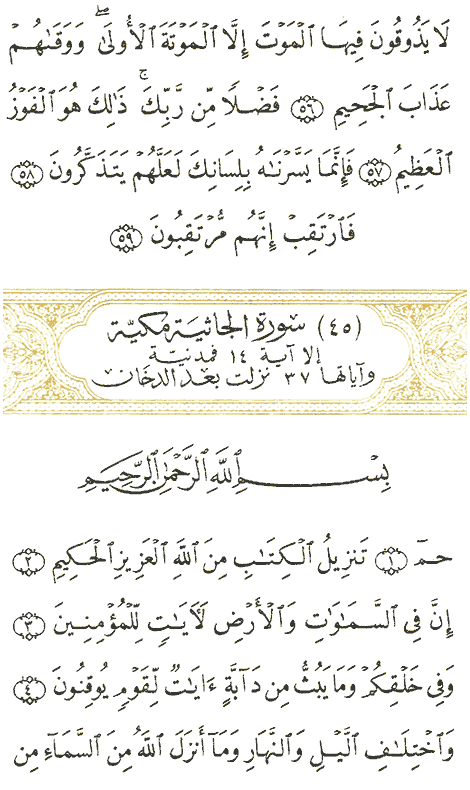 لَا يَذُوقُونَ فِيهَا ٱلْمَوْتَ إِلَّا ٱلْمَوْتَةَ ٱلْأُولَىٰۖ وَوَقَىٰهُمْ
عَذَابَ ٱلْجَحِيمِ ٥٦ فَضْلًا مِّن رَّبِّكَۚ ذَٰلِكَ هُوَ ٱلْفَوْزُ
ٱلْعَظِيمُ ٥٧ فَإِنَّمَا يَسَّرْنَٰهُ بِلِسَانِكَ لَعَلَّهُمْ يَتَذَكَّرُونَ ٥٨
فَٱرْتَقِبْ إِنَّهُم مُّرْتَقِبُونَ ٥٩
(٤٥) سورة الجاثية مكية
إلا آية ١٤ فمدنية
وآياتها ٣٧ نزلت بعد الدخان
بِسْمِ ٱللَّهِ ٱلرَّحْمَٰنِ ٱلرَّحِيمِ
حمٓ ١ تَنزِيلُ ٱلْكِتَٰبِ مِنَ ٱللَّهِ ٱلْعَزِيزِ ٱلْحَكِيمِ ٢
إِنَّ فِى ٱلسَّمَٰوَٰتِ وَٱلْأَرْضِ لَءَايَٰتٍ لِّلْمُؤْمِنِينَ ٣
وَفِى خَلْقِكُمْ وَمَا يَبُثُّ مِن دَآبَّةٍ ءَايَٰتٌ لِّقَوْمٍ يُوقِنُونَ ٤
وَٱخْتِلَٰفِ ٱلَّيْلِ وَٱلنَّهَارِ وَمَآ أَنزَلَ ٱللَّهُ مِنَ ٱلسَّمَآءِ مِن